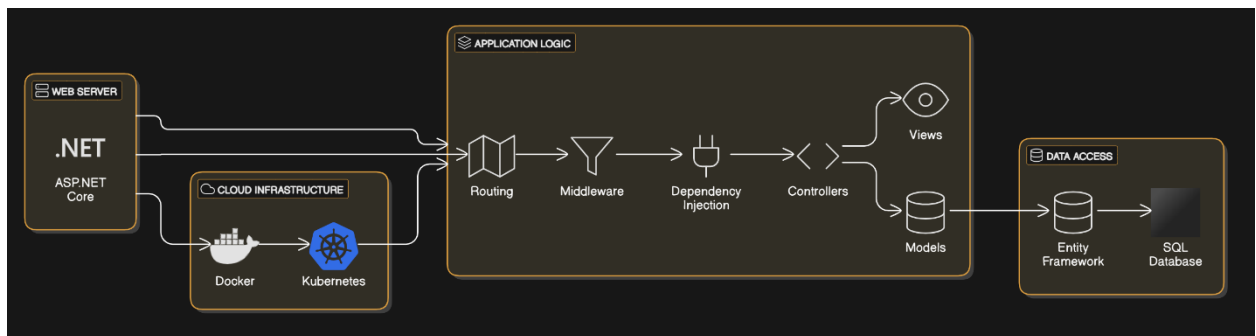 APPLICATION LOGIC
WEB SERVER
.NET
ASP.NET
Core
CLOUD INFRASTRUCTURE
Docker
Kubernetes
Routing
Middleware
Dependency
Injection
Controllers
Views
Models
DATA ACCESS
Entity
Framework
SQL
Database